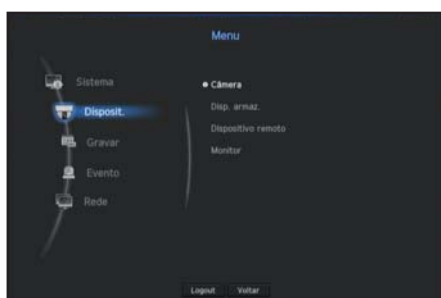 Menu
Sistema
Disposit.
Gravar
Evento
Rede
Câmera
Disp. armaz.
Dispositivo remoto
Monitor
Logout Voltar